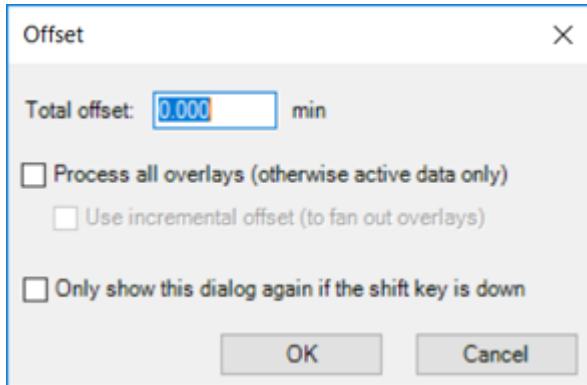 Offset
Total offset: 0.000 min
Process all overlays (otherwise active data only)
Use incremental offset (to fan out overlays)
Only show this dialog again if the shift key is down
OK Cancel